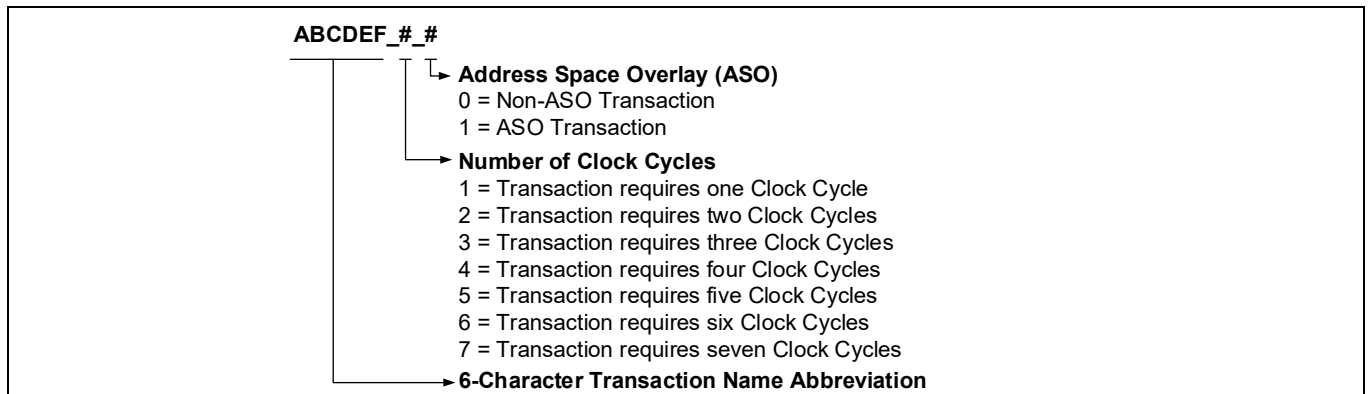 ABCDEF_#_#
Address Space Overlay (ASO)
0 = Non-ASO Transaction
1 = ASO Transaction
Number of Clock Cycles
1 = Transaction requires one Clock Cycle
2 = Transaction requires two Clock Cycles
3 = Transaction requires three Clock Cycles
4 = Transaction requires four Clock Cycles
5 = Transaction requires five Clock Cycles
6 = Transaction requires six Clock Cycles
7 = Transaction requires seven Clock Cycles
6-Character Transaction Name Abbreviation